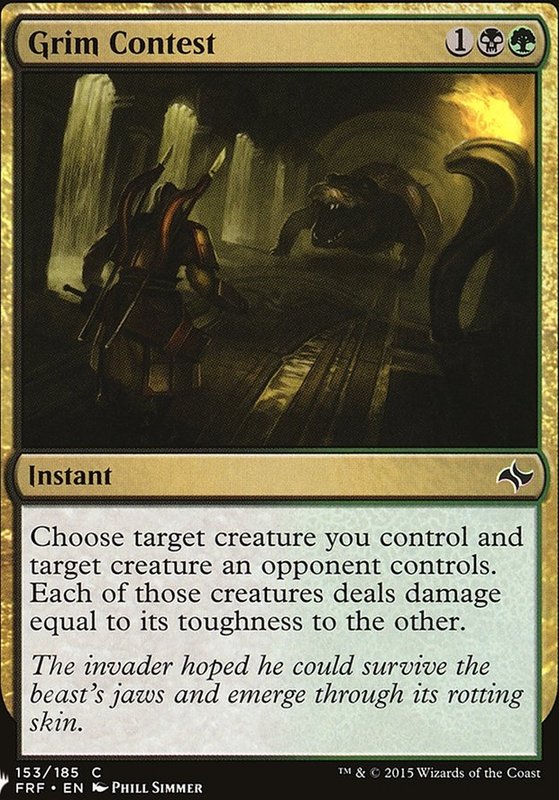 Grim Contest 1
Instant
Choose target creature you control and
target creature an opponent controls.
Each of those creatures deals damage
equal to its toughness to the other.
The invader hoped he could survive the
beast's jaws and emerge through its rotting
skin.
153/185 C
FRF • EN Phill Simmer
™ & © 2015 Wizards of the Coast